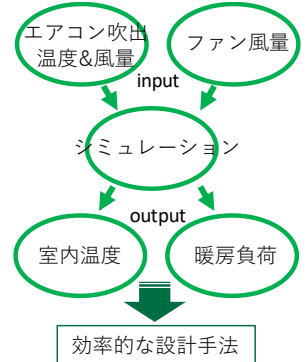 エアコン吹出
温度&風量
ファン風量
input
シミュレーション
output
室内温度
暖房負荷
効率的な設計手法